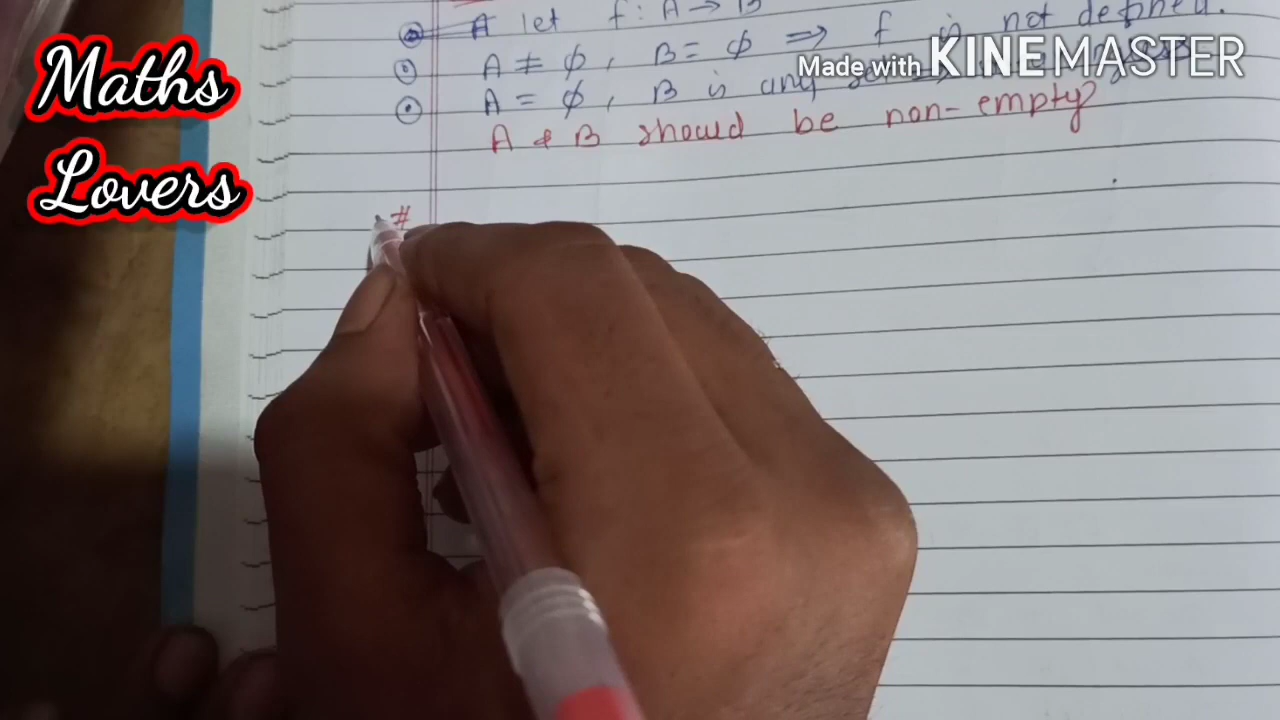 Maths
Lovers
Made with KINEMASTER
A let f: A → B
A ≠ φ, B = φ ⇒ f is not defined.
A = φ, B is any
A & B should be non-empty
#